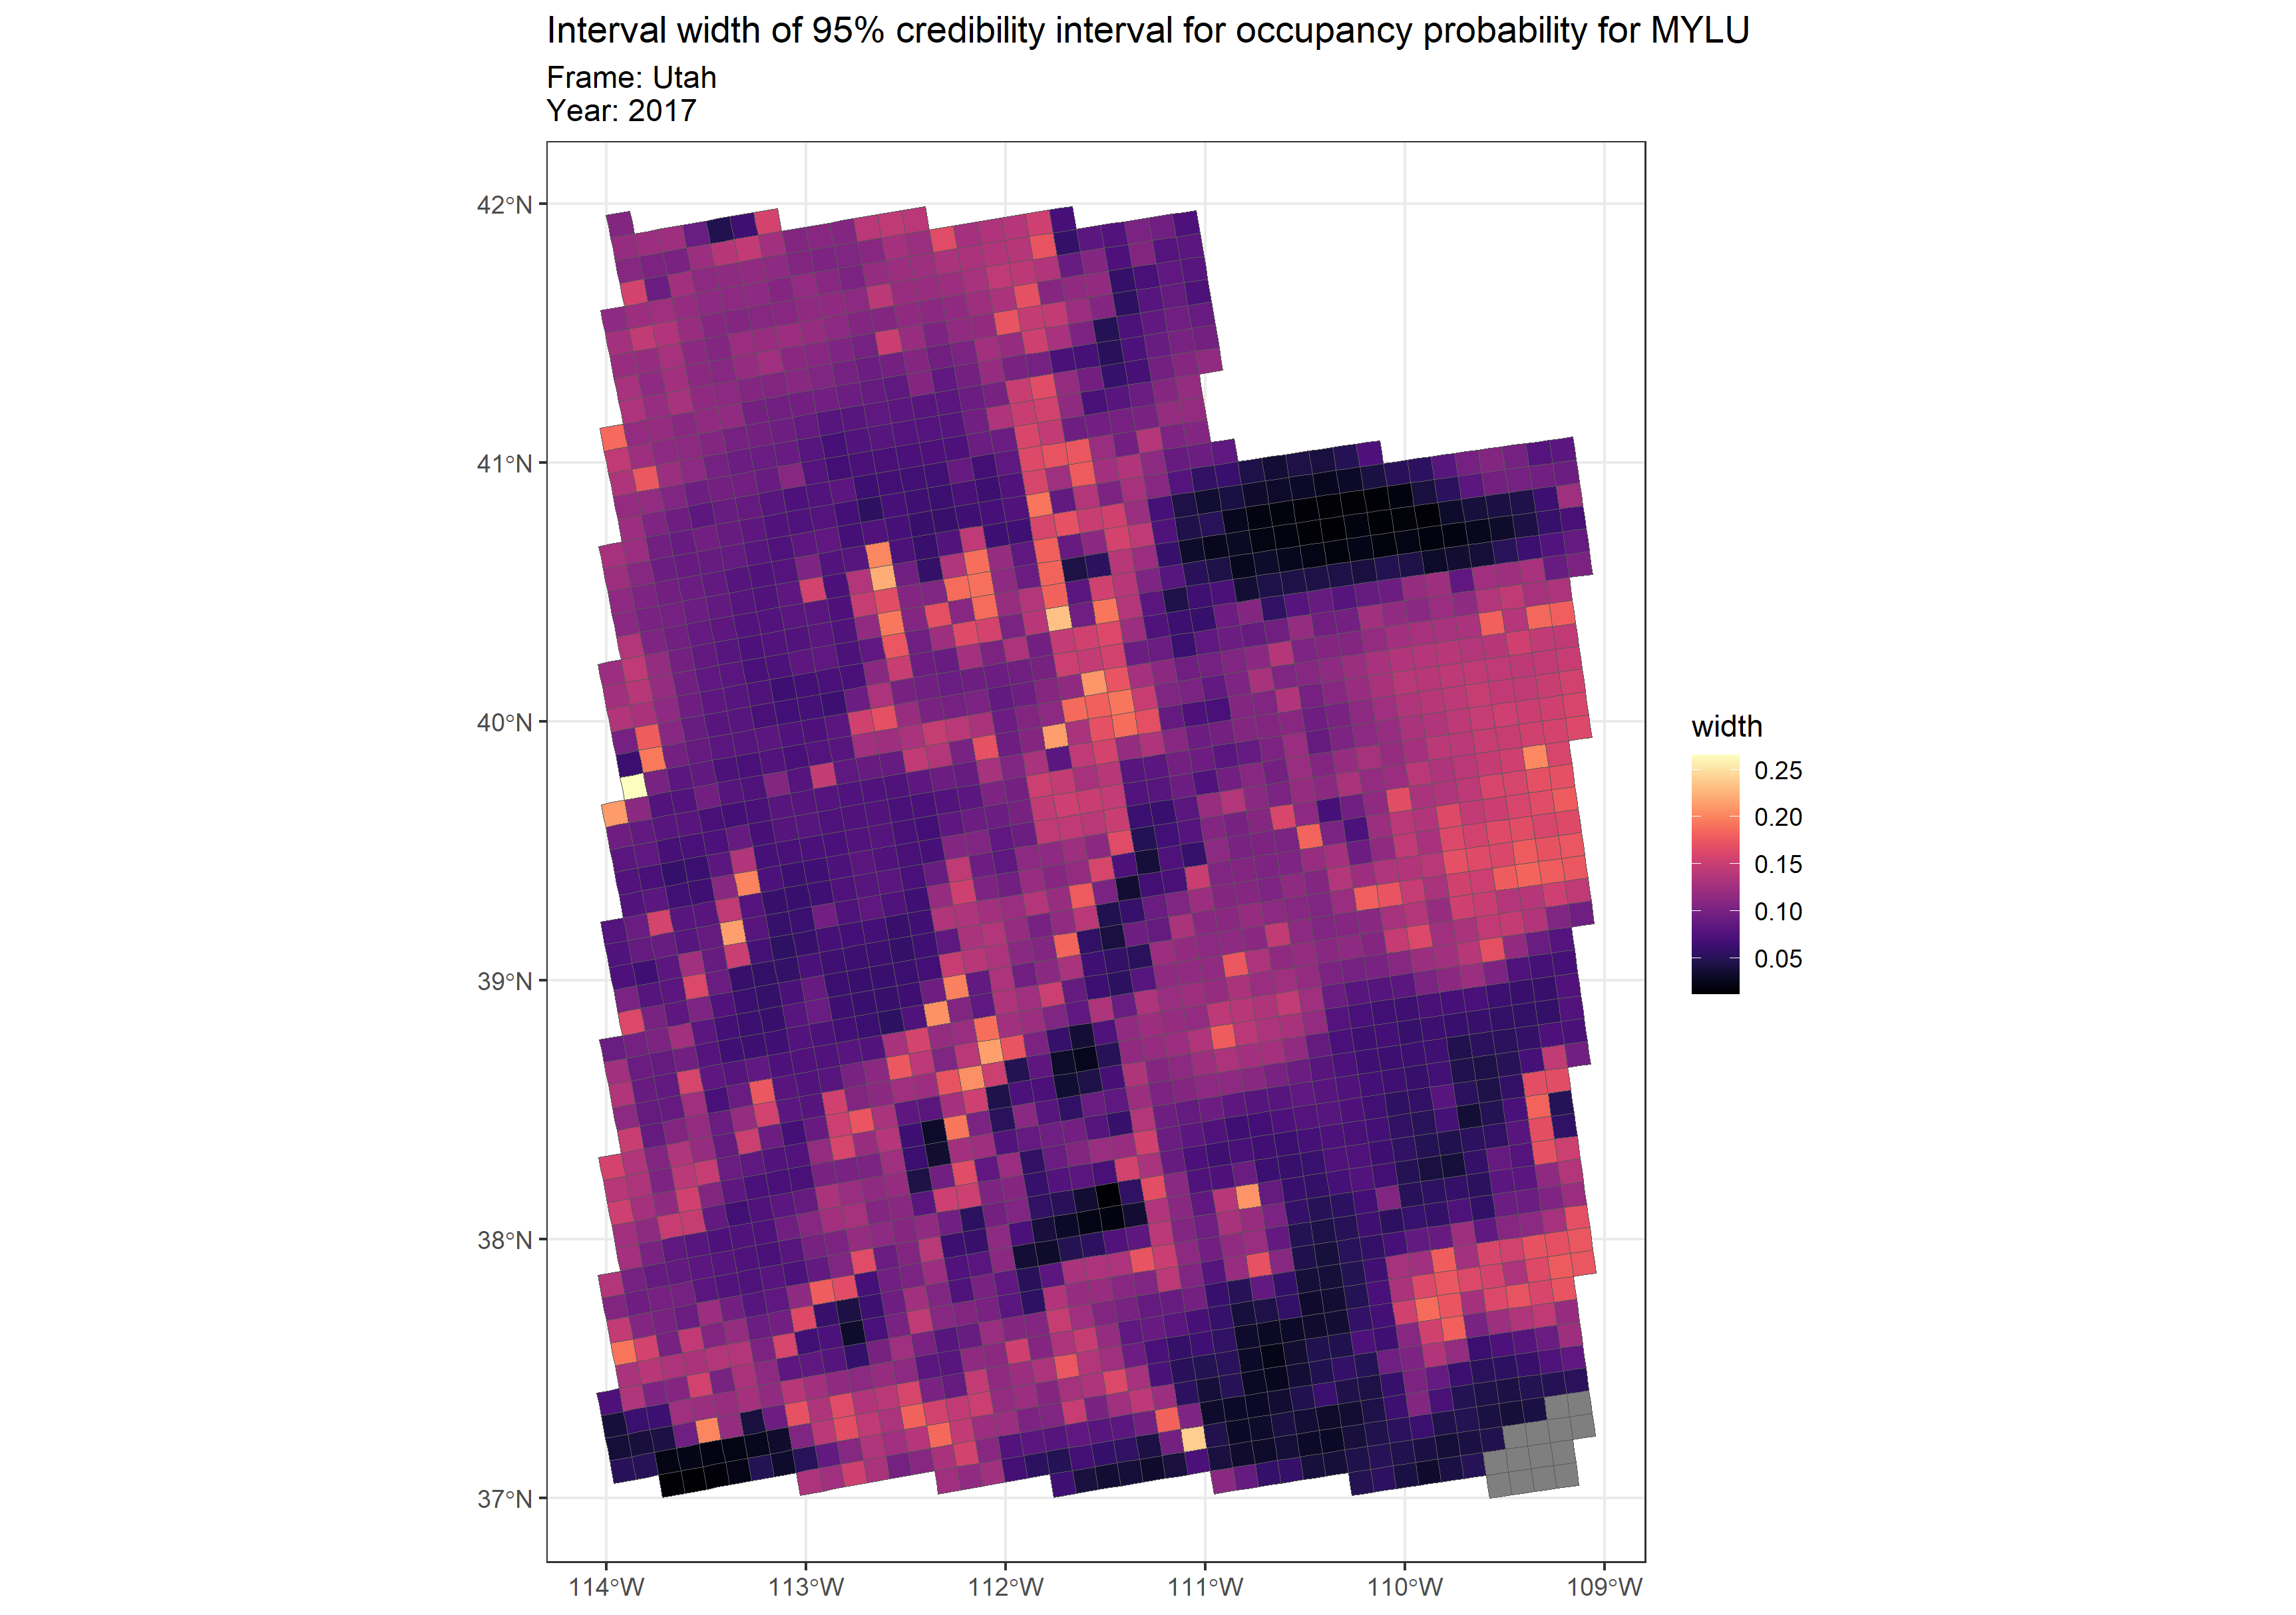 Interval width of 95% credibility interval for occupancy probability for MYLU
Frame: Utah
Year: 2017
42°N
41°N
40°N
39°N
38°N
37°N
114°W
113°W
112°W
111°W
110°W
109°W
width
0.25
0.20
0.15
0.10
0.05